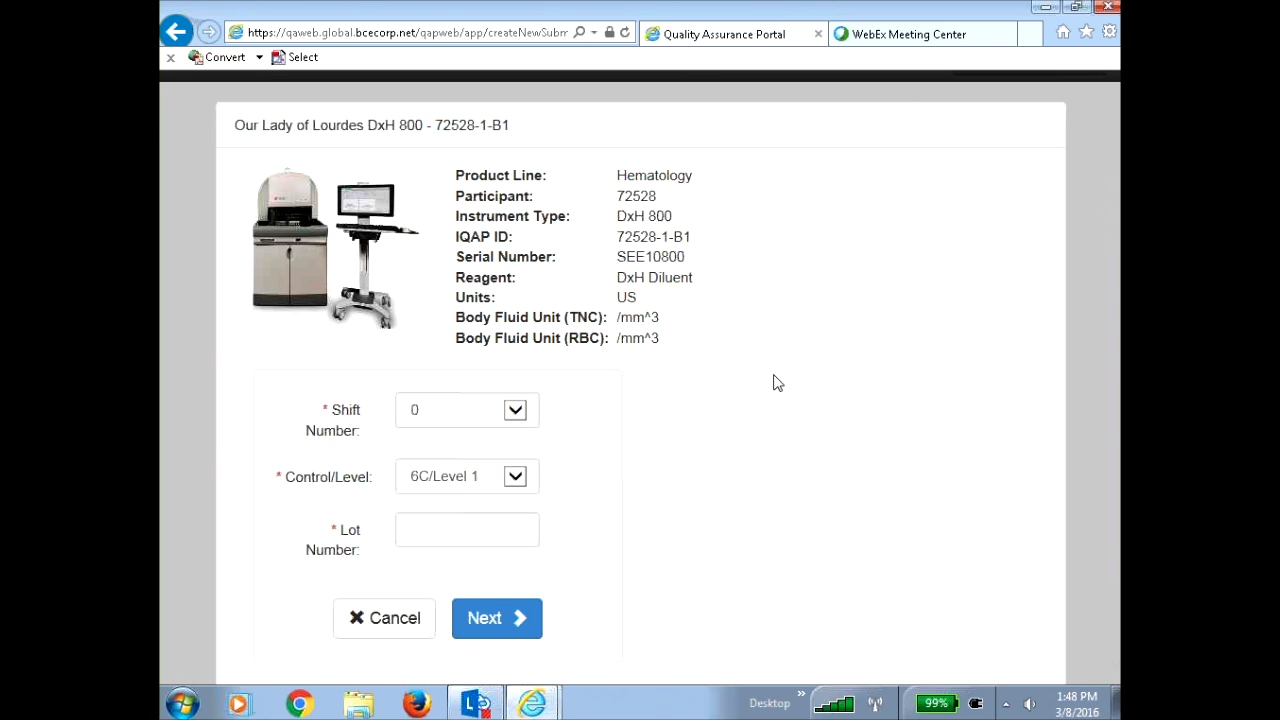 https://qaweb.global.bcecorp.net/qapweb/app/createNewSubm
Quality Assurance Portal
WebEx Meeting Center
x Convert Select
Our Lady of Lourdes DxH 800 - 72528-1-B1
Product Line: Hematology
Participant: 72528
Instrument Type: DxH 800
IQAP ID: 72528-1-B1
Serial Number: SEE10800
Reagent: DxH Diluent
Units: US
Body Fluid Unit (TNC): /mm^3
Body Fluid Unit (RBC): /mm^3
* Shift Number: 0
* Control/Level: 6C/Level 1
* Lot Number:
Cancel Next
Desktop » 99% 1:48 PM
3/8/2016